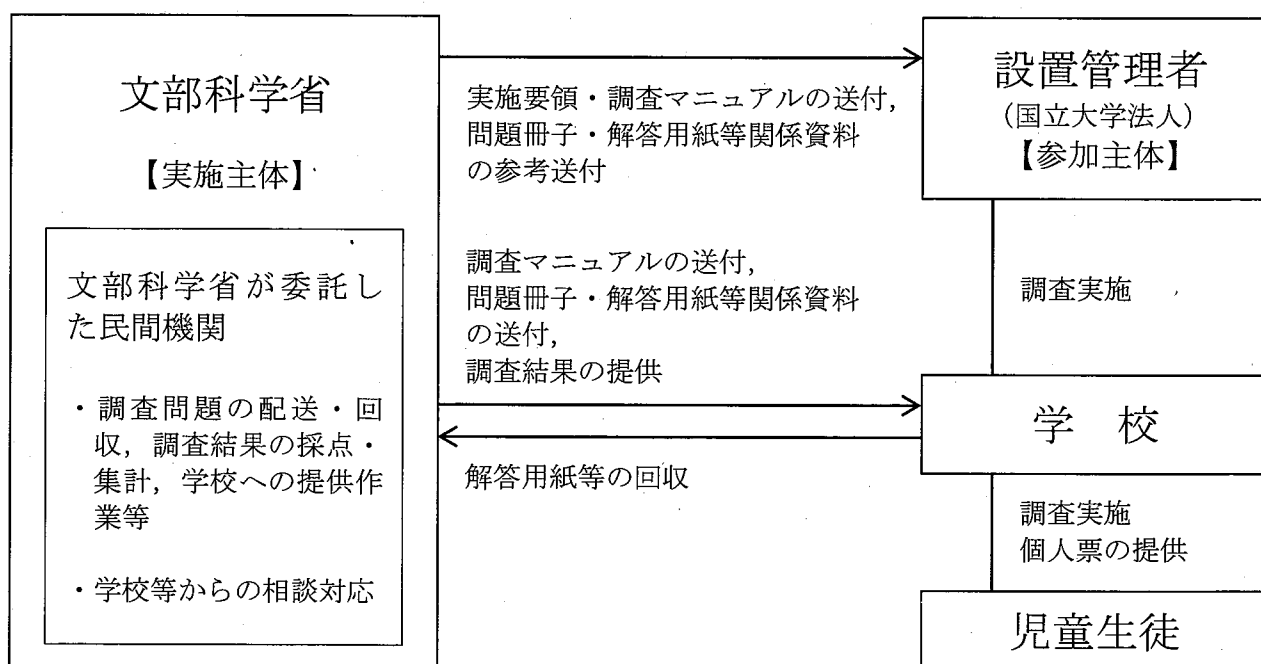 文部科学省
【実施主体】
文部科学省が委託し
た民間機関
・調査問題の配送・回
収，調査結果の採点・
集計，学校への提供作
業等
・学校等からの相談対応
実施要領・調査マニュアルの送付，
問題冊子・解答用紙等関係資料
の参考送付
調査マニュアルの送付，
問題冊子・解答用紙等関係資料
の送付，
調査結果の提供
解答用紙等の回収
設置管理者
（国立大学法人）
【参加主体】
調査実施
学　校
調査実施
個人票の提供
児童生徒